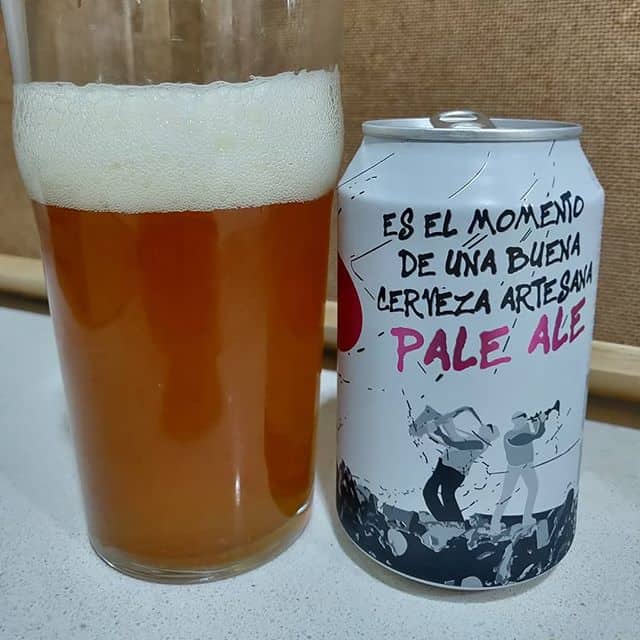 ES EL MOMENTO
DE UNA BUENA
CERVEZA ARTESANA
PALE ALE